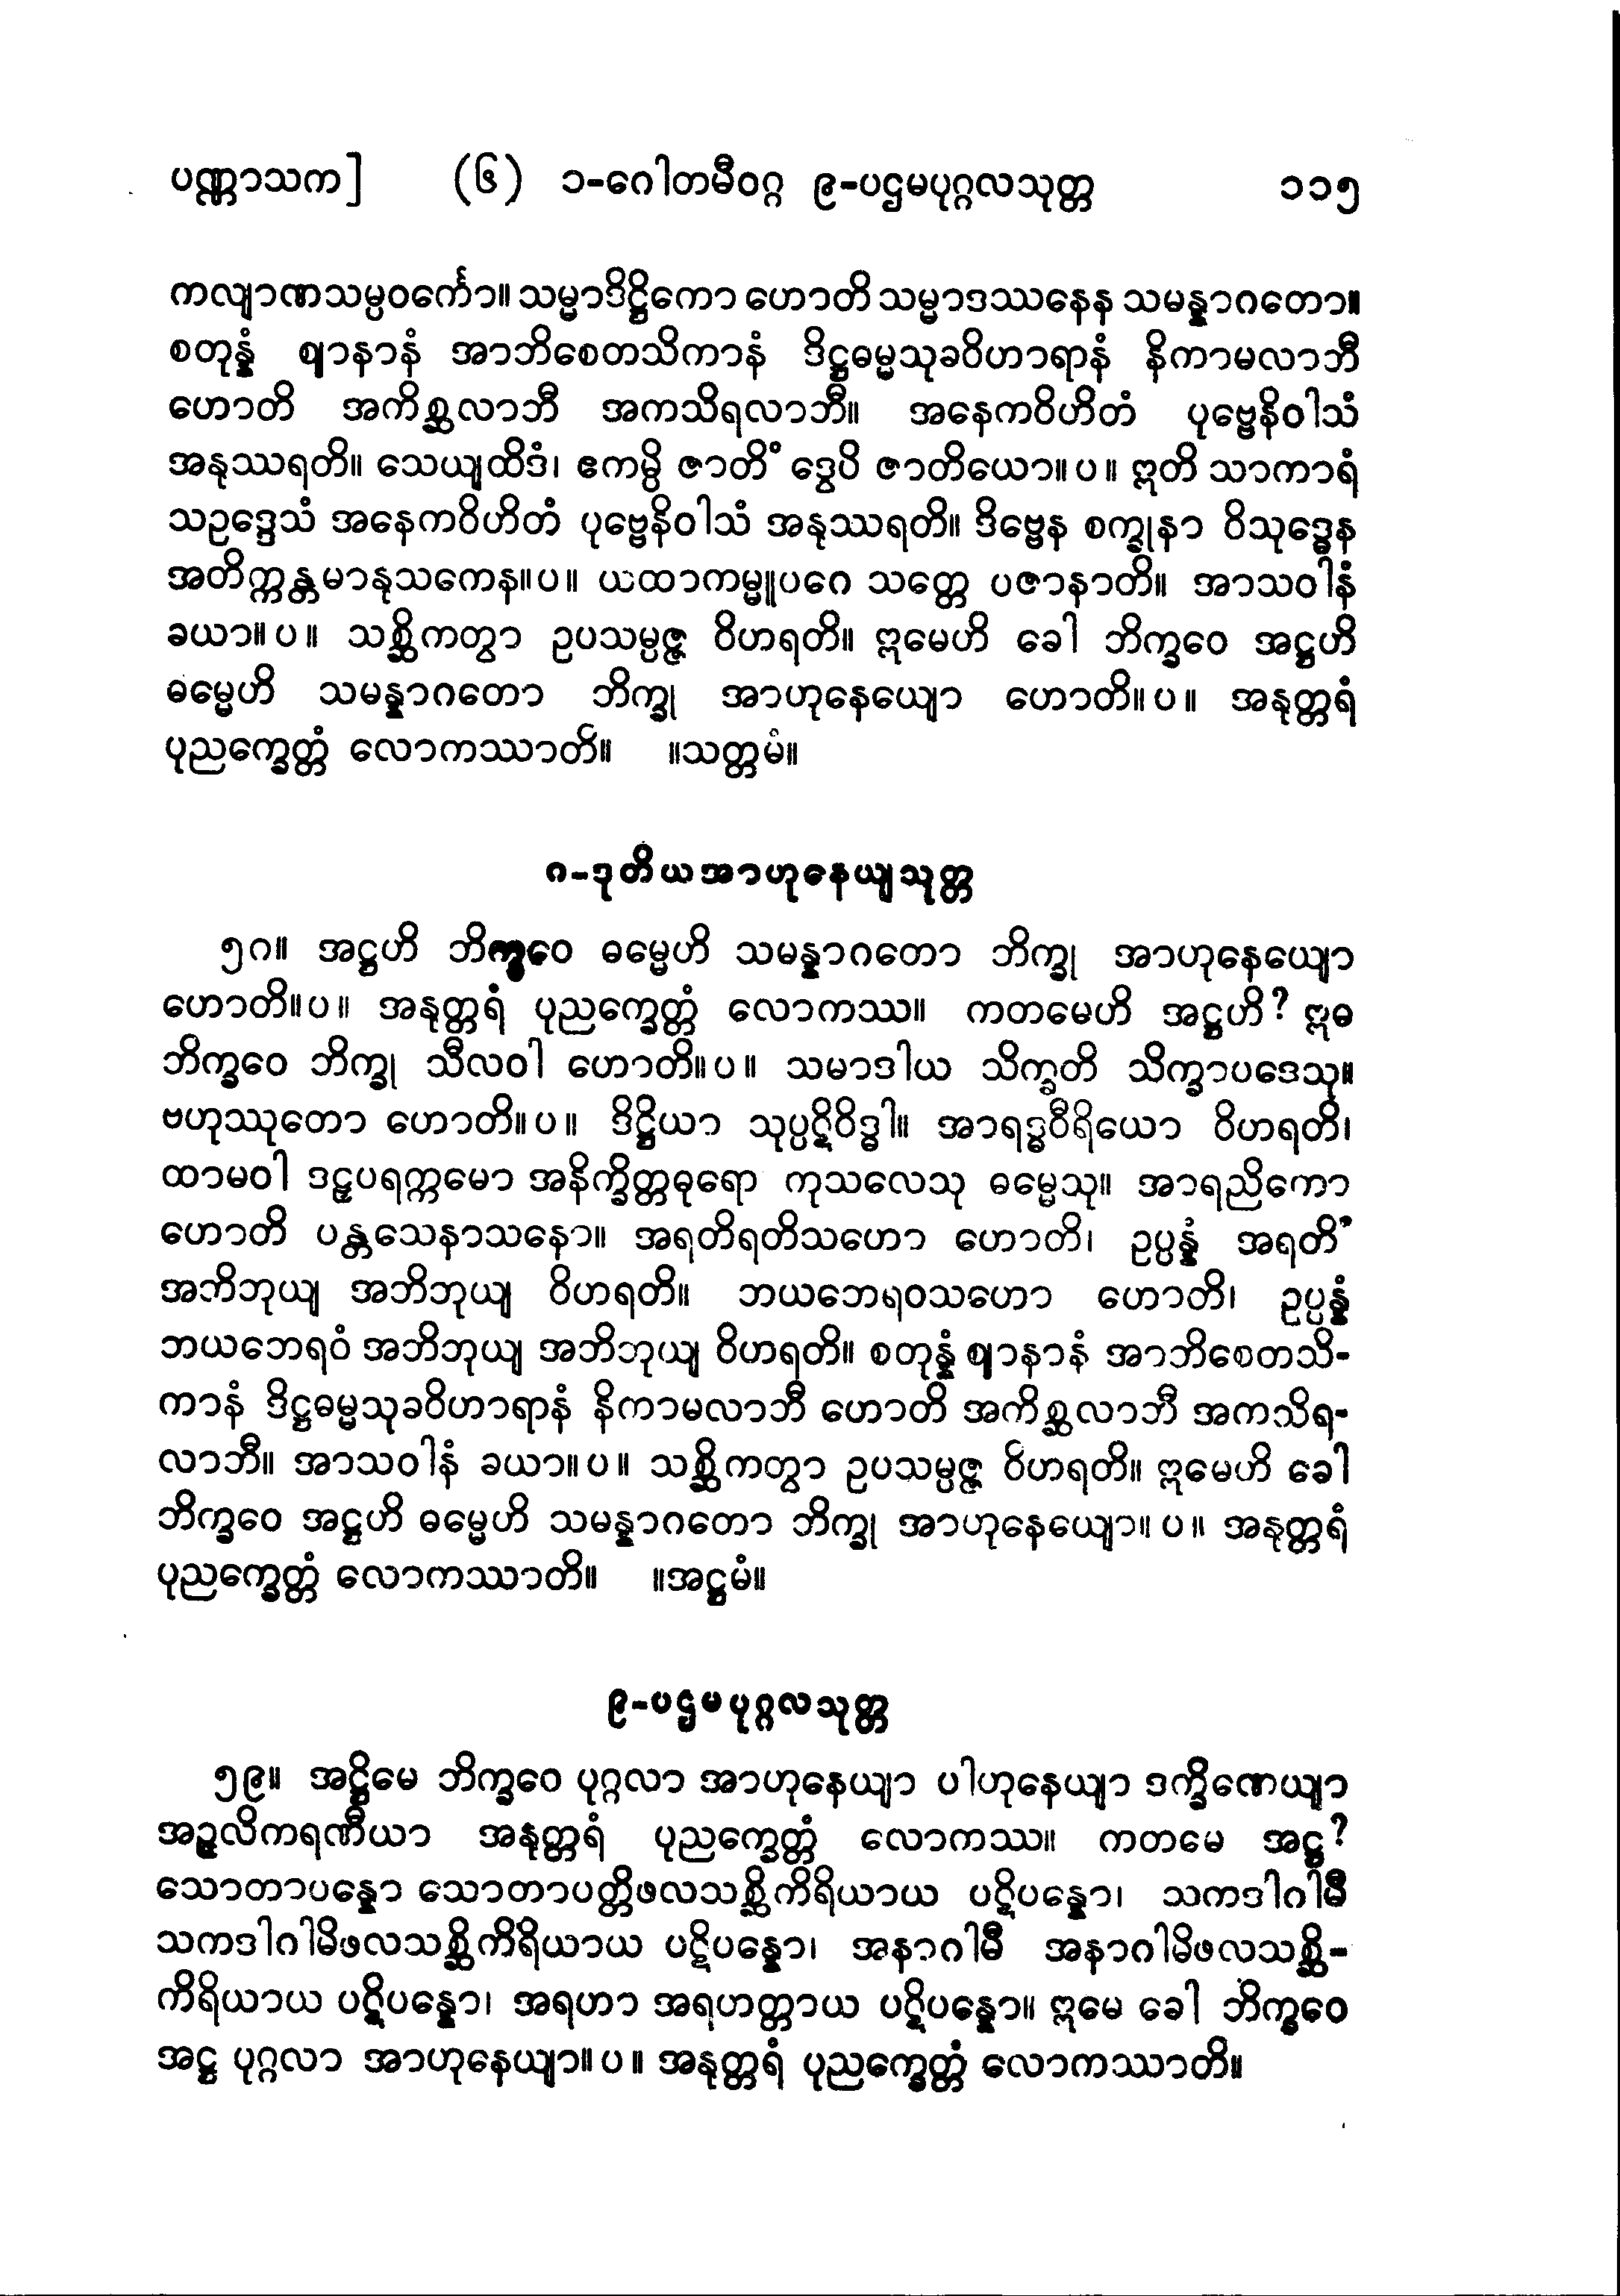 ပဏ္ဏာသက] (၆) ၁-ဂေါတမီဝဂ္ဂ ၉-ပဌမပုဂ္ဂလသုတ္တ ၁၁၅
ကလျာဏသမ္ပဝင်္ကော။ သမ္မာဒိဋ္ဌိကော ဟောတိ သမ္မာဒဿနေန သမန္နာဂတော။
စတုန္နံ ဈာနာနံ အာဘိစေတသိကာနံ ဒိဋ္ဌဓမ္မသုခဝိဟာရာနံ နိကာမလာဘီ
ဟောတိ အကိစ္ဆလာဘီ အကသိရလာဘီ။ အနေကဝိဟိတံ ပုဗ္ဗေနိဝါသံ
အနုဿရတိ။ သေယျထိဒံ၊ ဧကမ္ပိ ဇာတိံ ဒွေပိ ဇာတိယော။ပ။ ဣတိ သာကာရံ
သဥဒ္ဒေသံ အနေကဝိဟိတံ ပုဗ္ဗေနိဝါသံ အနုဿရတိ။ ဒိဗ္ဗေန စက္ခုနာ ဝိသုဒ္ဓေန
အတိက္ကန္တမာနုသကေန။ပ။ ယထာကမ္မူပဂေ သတ္တေ ပဇာနာတိ။ အာသဝါနံ
ခယာ။ပ။ သစ္ဆိကတွာ ဥပသမ္ပဇ္ဇ ဝိဟရတိ။ ဣမေဟိ ခေါ ဘိက္ခဝေ အဋ္ဌဟိ
ဓမ္မေဟိ သမန္နာဂတော ဘိက္ခု အာဟုနေယျော ဟောတိ။ပ။ အနုတ္တရံ
ပုညက္ခေတ္တံ လောကဿာတိ။ ။သတ္တမံ။
ဂ-ဒုတိယအာဟုနေယျသုတ္တ
၅ဂ။ အဋ္ဌဟိ ဘိက္ခဝေ ဓမ္မေဟိ သမန္နာဂတော ဘိက္ခု အာဟုနေယျော
ဟောတိ။ပ။ အနုတ္တရံ ပုညက္ခေတ္တံ လောကဿ။ ကတမေဟိ အဋ္ဌဟိ? ဣဓ
ဘိက္ခဝေ ဘိက္ခု သီလဝါ ဟောတိ။ပ။ သမာဒါယ သိက္ခတိ သိက္ခာပဒေသု။
ဗဟုဿုတော ဟောတိ။ပ။ ဒိဋ္ဌိယာ သုပ္ပဋိဝိဒ္ဓါ။ အာရဒ္ဓဝီရိယော ဝိဟရတိ၊
ထာမဝါ ဒဠှပရက္ကမော အနိက္ခိတ္တဓုရော ကုသလေသု ဓမ္မေသု။ အာရညိကော
ဟောတိ ပန္တသေနာသနော။ အရတိရတိသဟော ဟောတိ၊ ဥပ္ပန္နံ အရတိံ
အဘိဘုယျ အဘိဘုယျ ဝိဟရတိ။ ဘယဘေရဝသဟော ဟောတိ၊ ဥပ္ပန္နံ
ဘယဘေရဝံ အဘိဘုယျ အဘိဘုယျ ဝိဟရတိ။ စတုန္နံ ဈာနာနံ အာဘိစေတသိ-
ကာနံ ဒိဋ္ဌဓမ္မသုခဝိဟာရာနံ နိကာမလာဘီ ဟောတိ အကိစ္ဆလာဘီ အကသိရ-
လာဘီ။ အာသဝါနံ ခယာ။ပ။ သစ္ဆိကတွာ ဥပသမ္ပဇ္ဇ ဝိဟရတိ။ ဣမေဟိ ခေါ
ဘိက္ခဝေ အဋ္ဌဟိ ဓမ္မေဟိ သမန္နာဂတော ဘိက္ခု အာဟုနေယျော။ပ။ အနုတ္တရံ
ပုညက္ခေတ္တံ လောကဿာတိ။ ။အဋ္ဌမံ။
၉-ပဌမပုဂ္ဂလသုတ္တ
၅၉။ အဋ္ဌိမေ ဘိက္ခဝေ ပုဂ္ဂလာ အာဟုနေယျာ ပါဟုနေယျာ ဒက္ခိဏေယျာ
အဉ္ဇလိကရဏီယာ အနုတ္တရံ ပုညက္ခေတ္တံ လောကဿ။ ကတမေ အဋ္ဌ?
သောတာပန္နော သောတာပတ္တိဖလသစ္ဆိကိရိယာယ ပဋိပန္နော၊ သကဒါဂါမီ
သကဒါဂါမိဖလသစ္ဆိကိရိယာယ ပဋိပန္နော၊ အနာဂါမီ အနာဂါမိဖလသစ္ဆိ-
ကိရိယာယ ပဋိပန္နော၊ အရဟာ အရဟတ္တာယ ပဋိပန္နော။ ဣမေ ခေါ ဘိက္ခဝေ
အဋ္ဌ ပုဂ္ဂလာ အာဟုနေယျာ။ပ။ အနုတ္တရံ ပုညက္ခေတ္တံ လောကဿာတိ။